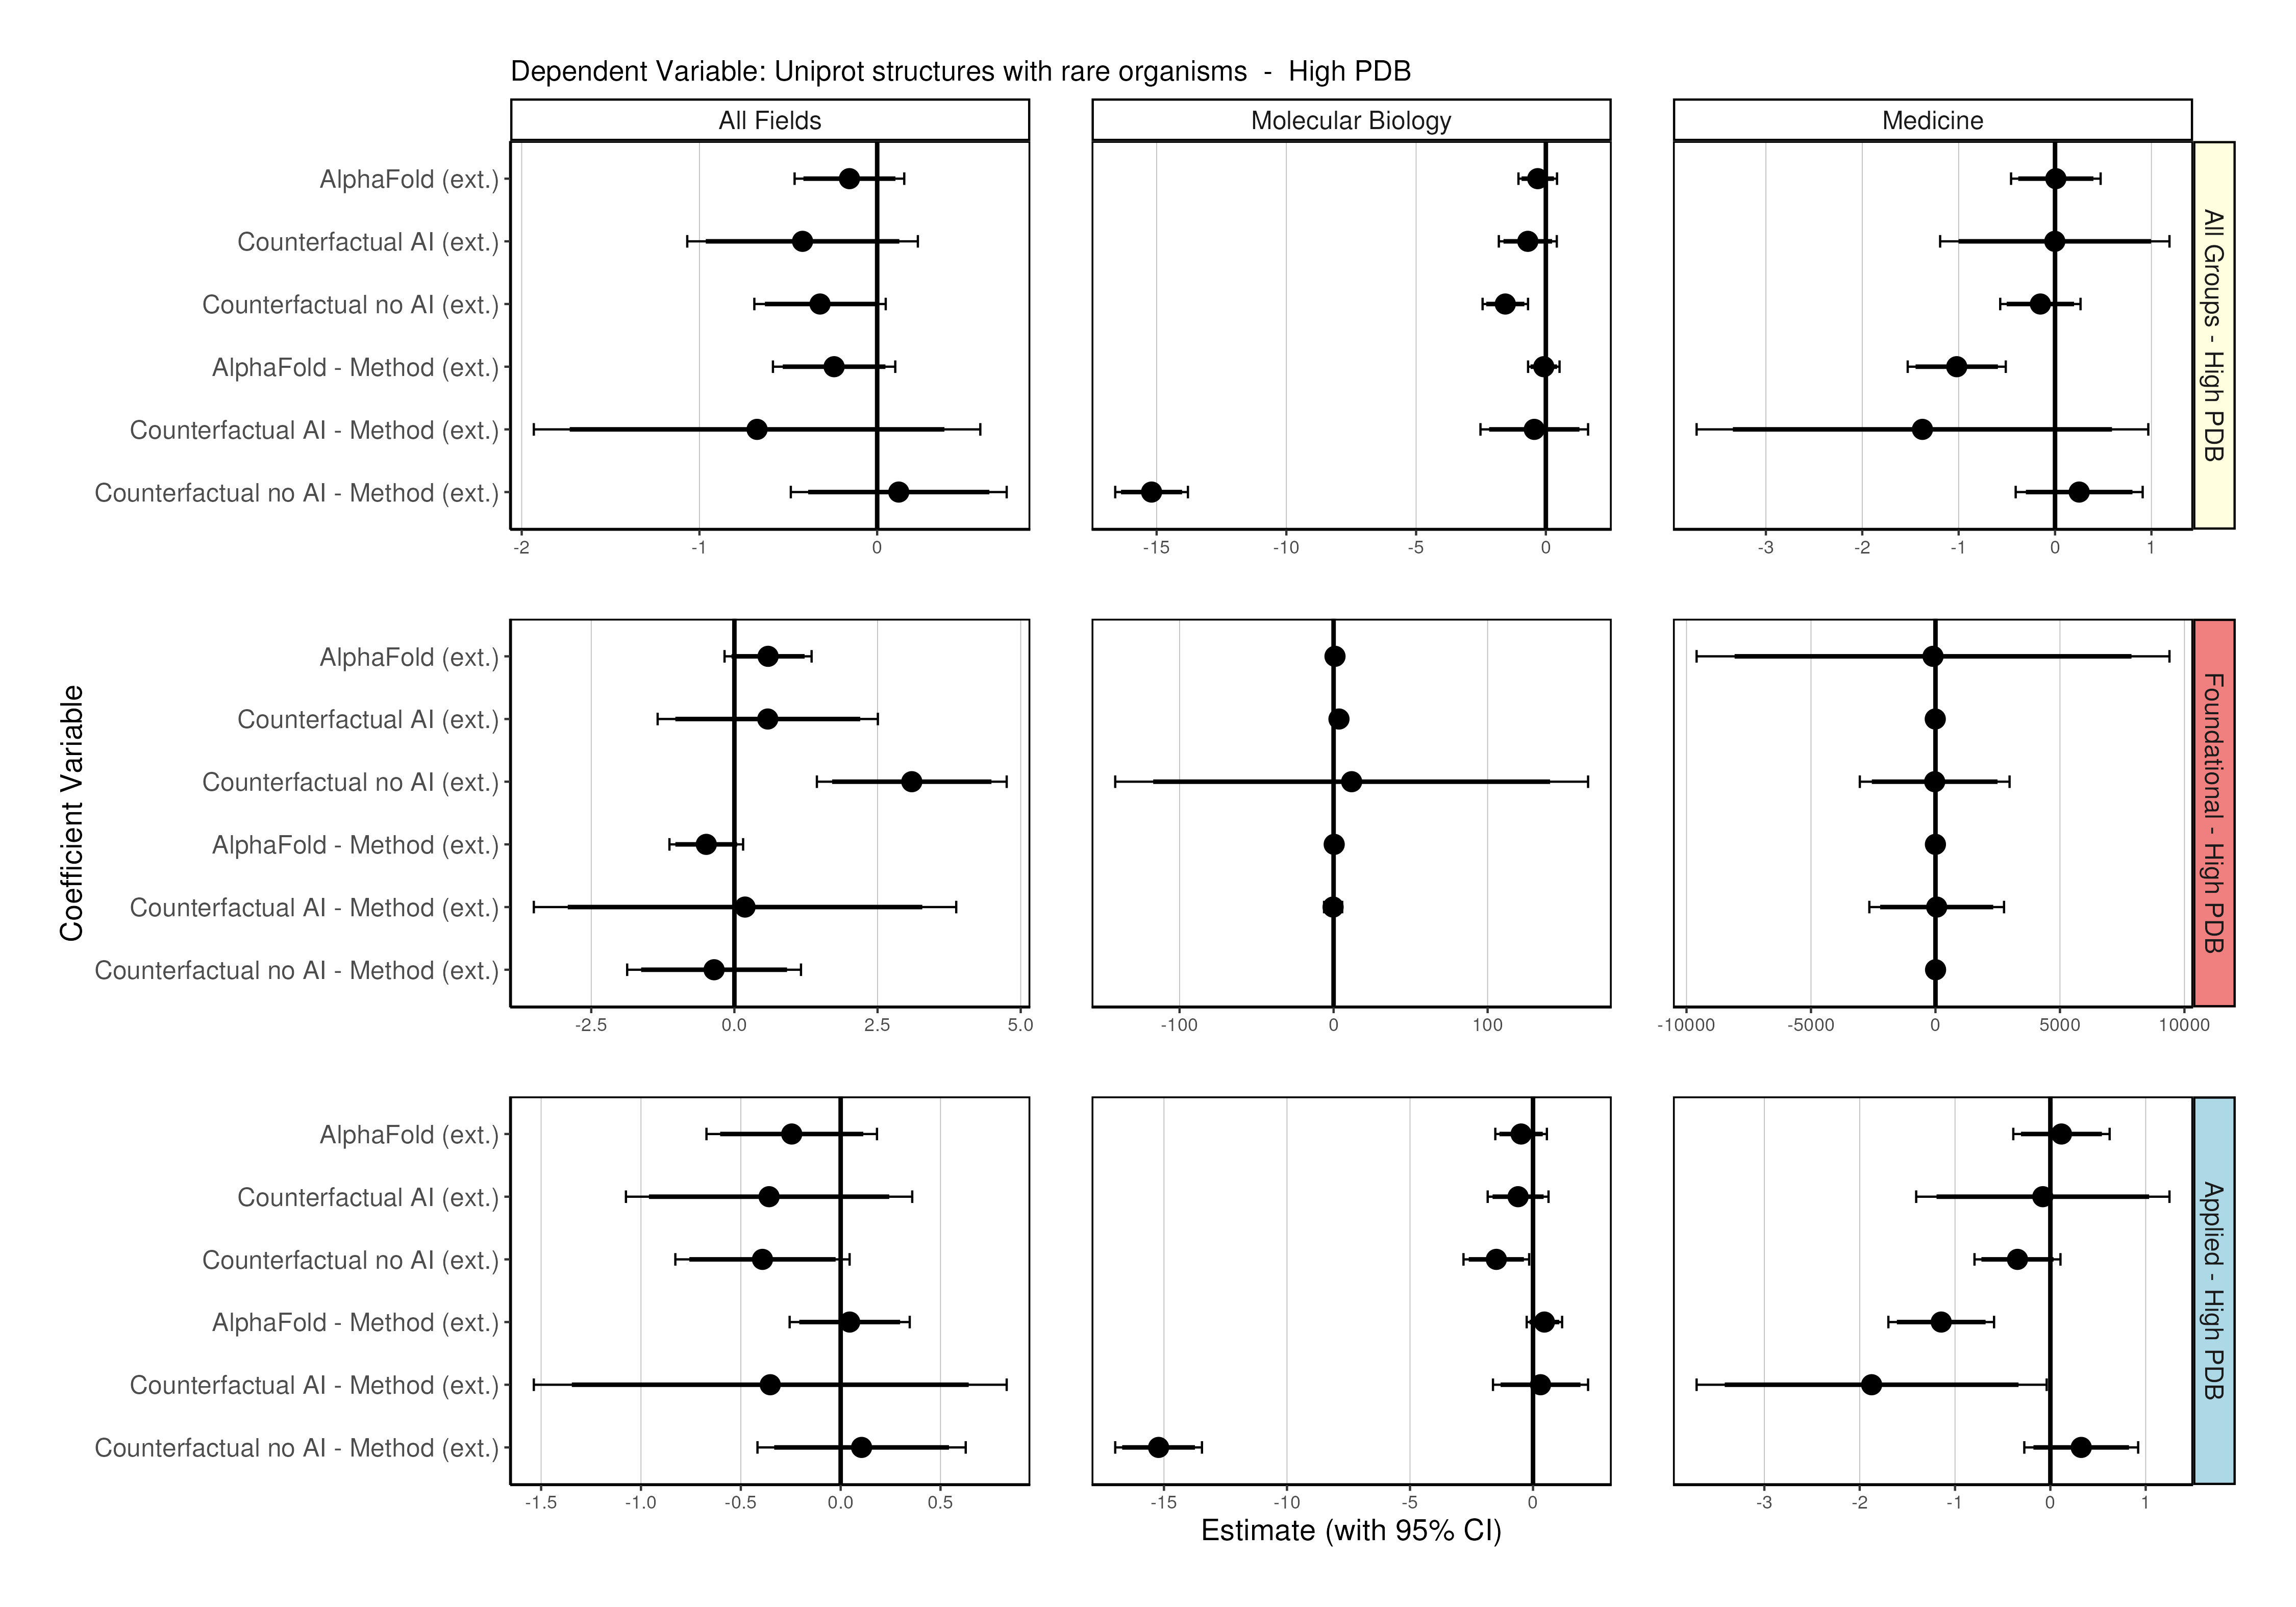 Dependent Variable: Uniprot structures with rare organisms - High PDB
All Fields
Molecular Biology
Medicine
AlphaFold (ext.)
Counterfactual AI (ext.)
Counterfactual no AI (ext.)
AlphaFold - Method (ext.)
Counterfactual AI - Method (ext.)
Counterfactual no AI - Method (ext.)
-2 -1 0
-15 -10 -5 0
-3 -2 -1 0 1
All Groups - High PDB
Coefficient Variable
AlphaFold (ext.)
Counterfactual AI (ext.)
Counterfactual no AI (ext.)
AlphaFold - Method (ext.)
Counterfactual AI - Method (ext.)
Counterfactual no AI - Method (ext.)
-2.5 0.0 2.5 5.0
-100 0 100
-10000 -5000 0 5000 10000
Foundational - High PDB
AlphaFold (ext.)
Counterfactual AI (ext.)
Counterfactual no AI (ext.)
AlphaFold - Method (ext.)
Counterfactual AI - Method (ext.)
Counterfactual no AI - Method (ext.)
-1.5 -1.0 -0.5 0.0 0.5
-15 -10 -5 0
-3 -2 -1 0 1
Applied - High PDB
Estimate (with 95% CI)